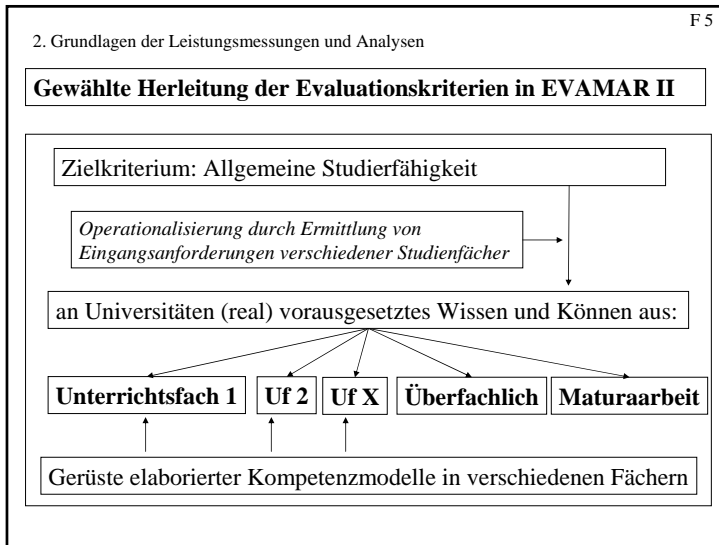 F 5
2. Grundlagen der Leistungsmessungen und Analysen
Gewählte Herleitung der Evaluationskriterien in EVAMAR II
Zielkriterium: Allgemeine Studierfähigkeit
Operationalisierung durch Ermittlung von
Eingangsanforderungen verschiedener Studienfächer
an Universitäten (real) vorausgesetztes Wissen und Können aus:
Unterrichtsfach 1 Uf 2 Uf X Überfachlich Maturaarbeit
Gerüste elaborierter Kompetenzmodelle in verschiedenen Fächern